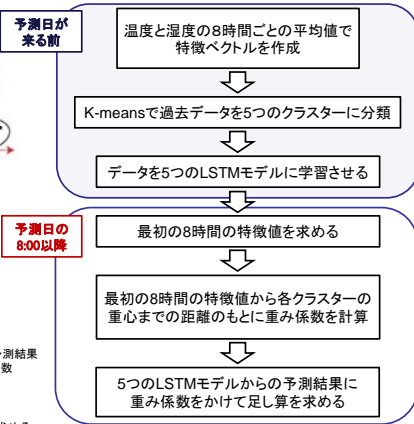 予測日が
来る前
温度と湿度の8時間ごとの平均値で
特徴ベクトルを作成
K-meansで過去データを5つのクラスターに分類
データを5つのLSTMモデルに学習させる
予測日の
8:00以降
最初の8時間の特徴値を求める
最初の8時間の特徴値から各クラスターの
重心までの距離のもとに重み係数を計算
測結果
数
5つのLSTMモデルからの予測結果に
重み係数をかけて足し算を求める